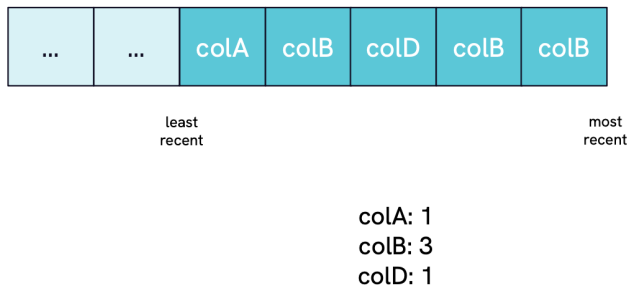 ... ... colA colB colD colB colB
least
recent
most
recent
colA: 1
colB: 3
colD: 1